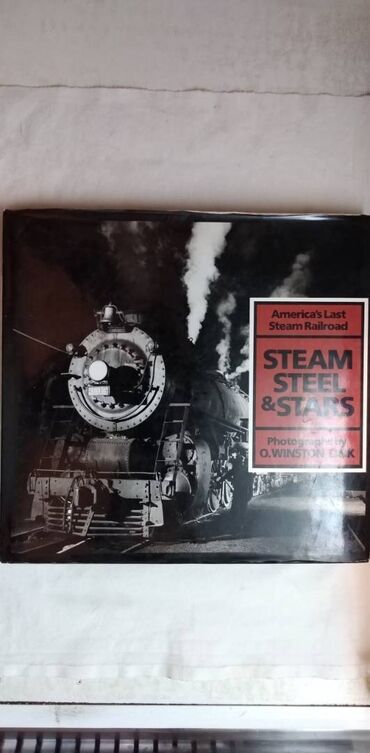 America's Last
Steam Railroad
STEAM
STEEL
& STARS
Photographs by
O. WINSTON LINK